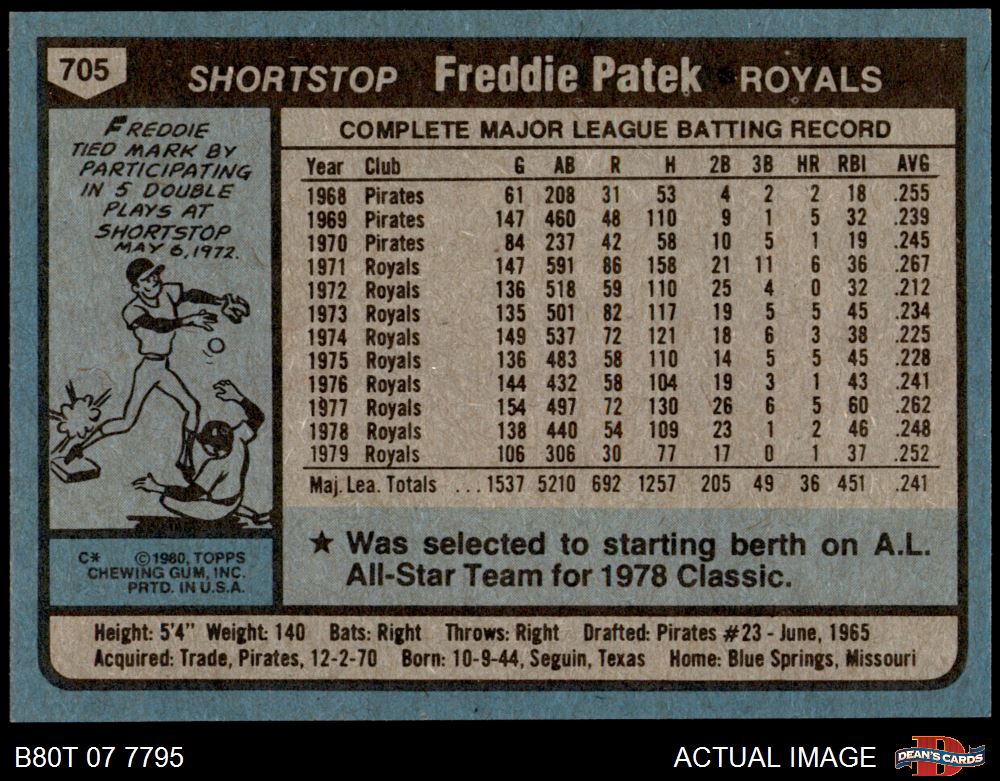 705
SHORTSTOP Freddie Patek ROYALS
FREDDIE
TIED MARK BY
PARTICIPATING
IN 5 DOUBLE
PLAYS AT
SHORTSTOP
MAY 6, 1972.
C* ©1980, TOPPS
CHEWING GUM, INC.
PRTD. IN U.S.A.
COMPLETE MAJOR LEAGUE BATTING RECORD
Year Club G AB R H 2B 3B HR RBI AVG
1968 Pirates 61 208 31 53 4 2 2 18 .255
1969 Pirates 147 460 48 110 9 1 5 32 .239
1970 Pirates 84 237 42 58 10 5 1 19 .245
1971 Royals 147 591 86 158 21 11 6 36 .267
1972 Royals 136 518 59 110 25 4 0 32 .212
1973 Royals 135 501 82 117 19 5 5 45 .234
1974 Royals 149 537 72 121 18 6 3 38 .225
1975 Royals 136 483 58 110 14 5 5 45 .228
1976 Royals 144 432 58 104 19 3 1 43 .241
1977 Royals 154 497 72 130 26 6 5 60 .262
1978 Royals 138 440 54 109 23 1 2 46 .248
1979 Royals 106 306 30 77 17 0 1 37 .252
Maj. Lea. Totals ...1537 5210 692 1257 205 49 36 451 .241
★ Was selected to starting berth on A.L.
All-Star Team for 1978 Classic.
Height: 5'4" Weight: 140 Bats: Right Throws: Right Drafted: Pirates #23 - June, 1965
Acquired: Trade, Pirates, 12-2-70 Born: 10-9-44, Seguin, Texas Home: Blue Springs, Missouri
B80T 07 7795
ACTUAL IMAGE
D
DEAN'S CARDS